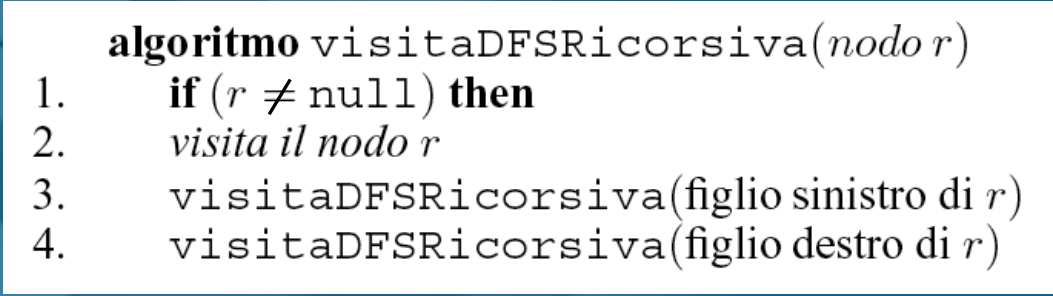 algoritmo visitaDFSRicorsiva(nodo r)
1. if (r ≠ null) then
2. visita il nodo r
3. visitaDFSRicorsiva(figlio sinistro di r)
4. visitaDFSRicorsiva(figlio destro di r)